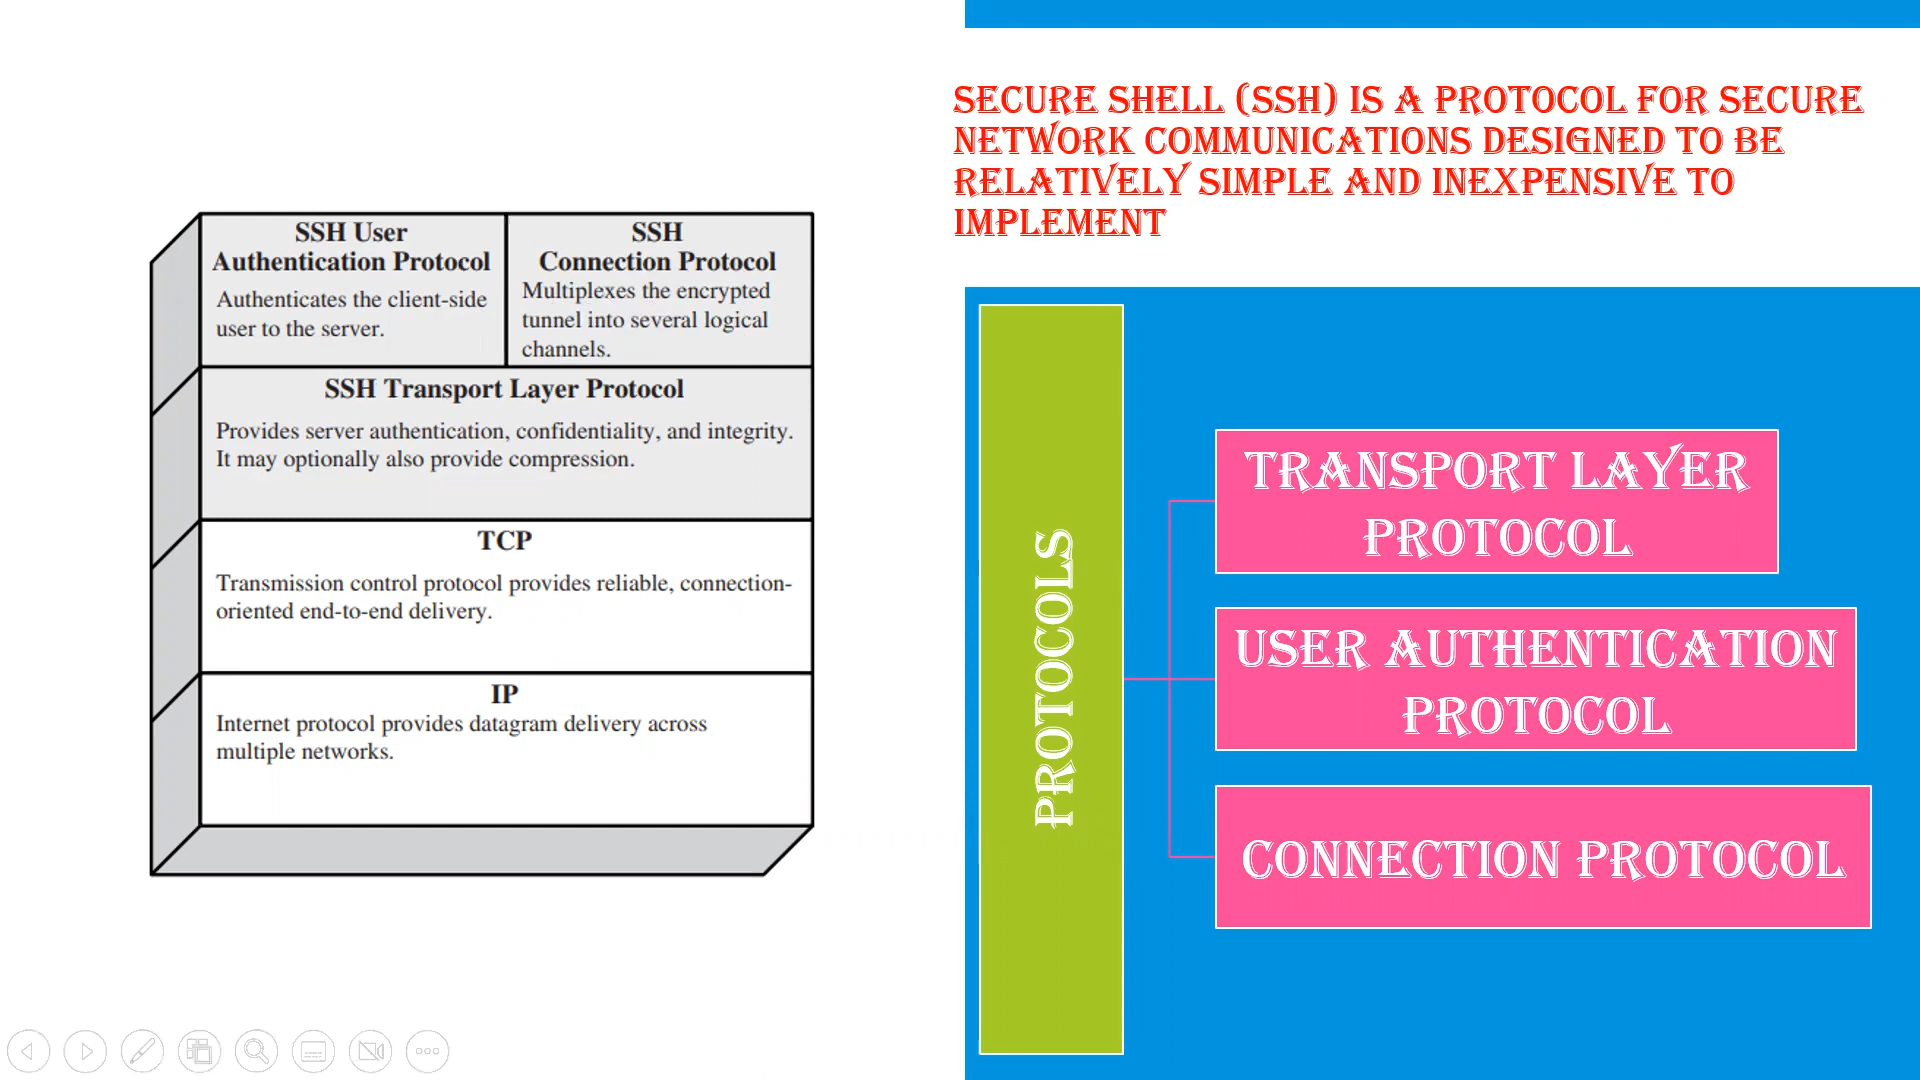 SECURE SHELL (SSH) IS A PROTOCOL FOR SECURE
NETWORK COMMUNICATIONS DESIGNED TO BE
RELATIVELY SIMPLE AND INEXPENSIVE TO
IMPLEMENT
SSH User
Authentication Protocol
Authenticates the client-side
user to the server.
SSH
Connection Protocol
Multiplexes the encrypted
tunnel into several logical
channels.
SSH Transport Layer Protocol
Provides server authentication, confidentiality, and integrity.
It may optionally also provide compression.
TCP
Transmission control protocol provides reliable, connection-
oriented end-to-end delivery.
IP
Internet protocol provides datagram delivery across
multiple networks.
PROTOCOLS
TRANSPORT LAYER
PROTOCOL
USER AUTHENTICATION
PROTOCOL
CONNECTION PROTOCOL